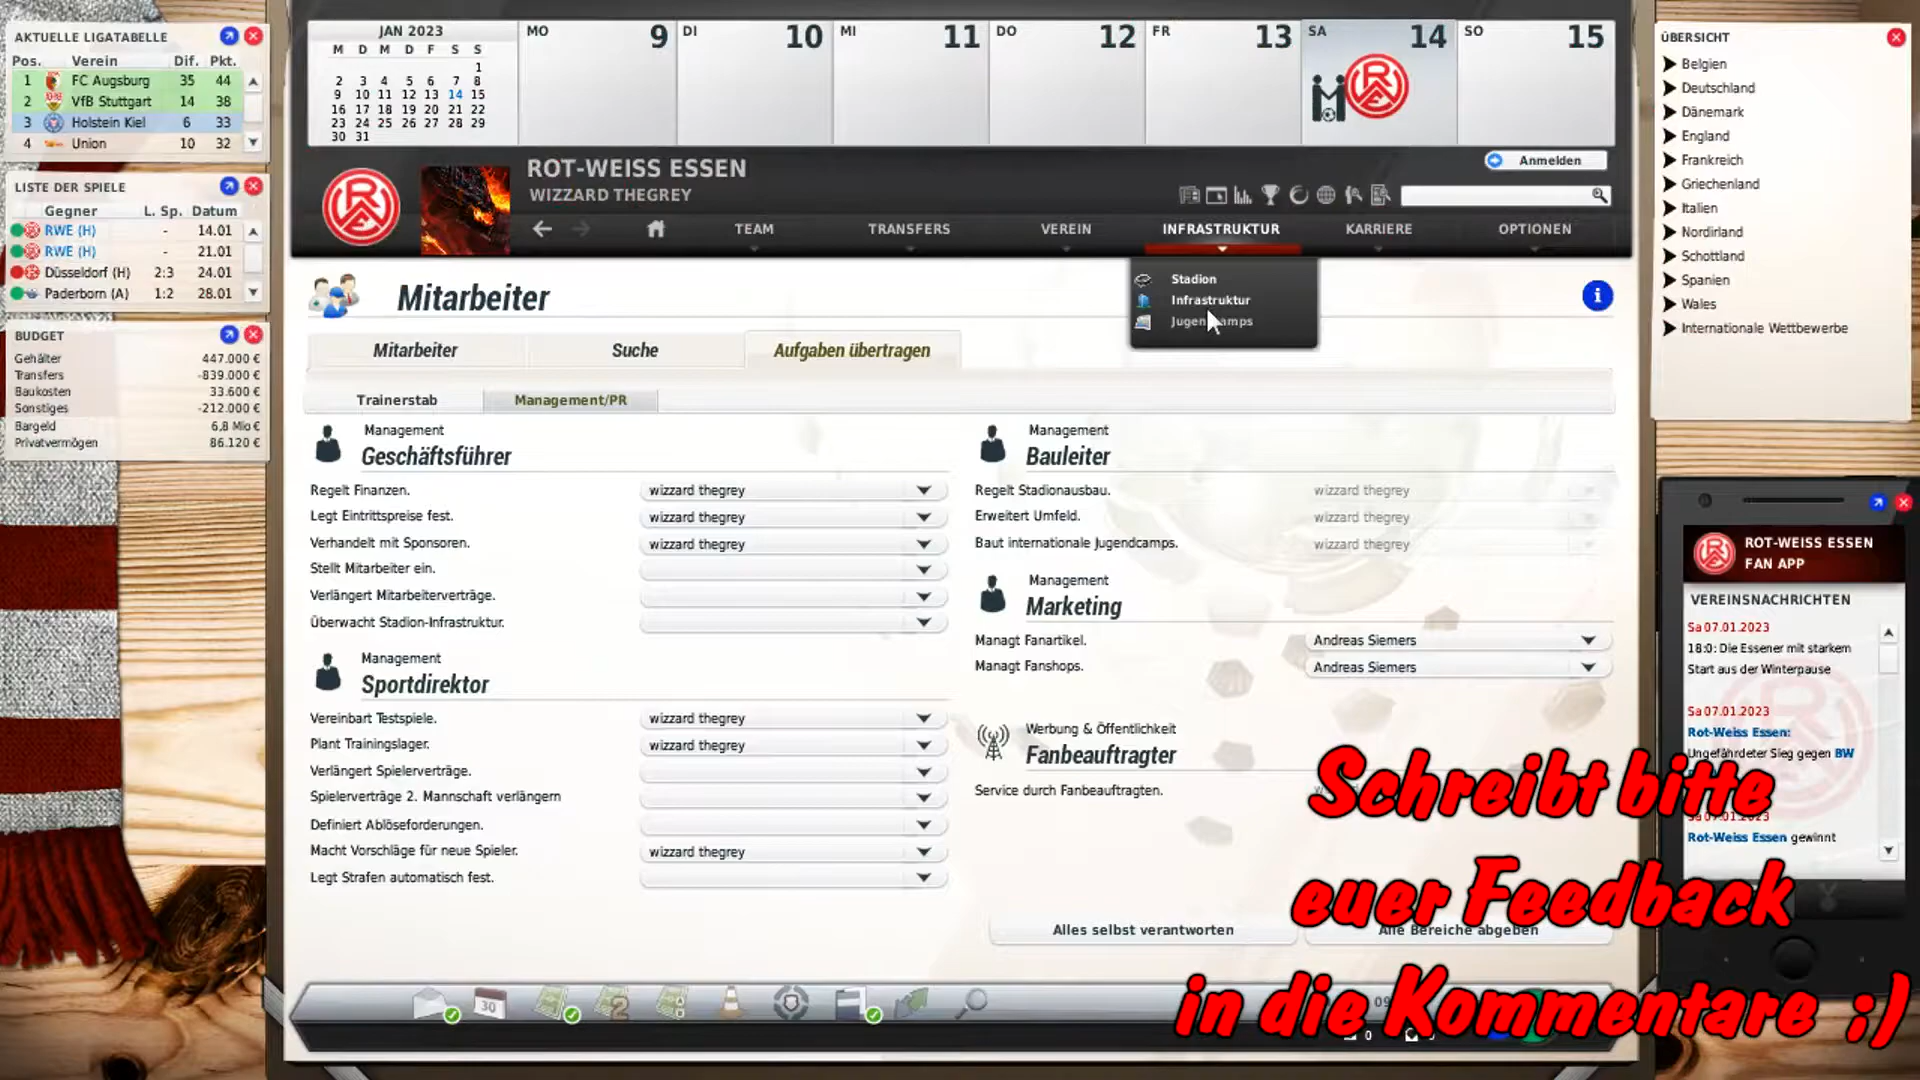 AKTUELLE LIGATABELLE
Pos. Verein Dif. Pkt.
1 FC Augsburg 35 44
2 VfB Stuttgart 14 38
3 Holstein Kiel 6 33
4 Union 10 32
LISTE DER SPIELE
Gegner L. Sp. Datum
RWE (H) - 14.01
RWE (H) - 21.01
Düsseldorf (H) 2:3 24.01
Paderborn (A) 1:2 28.01
BUDGET
Gehälter 447.000 €
Transfers -839.000 €
Baukosten 33.600 €
Sonstiges -212.000 €
Bargeld 6,8 Mio €
Privatvermögen 86.120 €
JAN 2023
M D M D F S S
1
2 3 4 5 6 7 8
9 10 11 12 13 14 15
16 17 18 19 20 21 22
23 24 25 26 27 28 29
30 31
MO 9 DI 10 MI 11 DO 12 FR 13 SA 14 SO 15
ROT-WEISS ESSEN
WIZZARD THEGREY
Anmelden
TEAM TRANSFERS VEREIN INFRASTRUKTUR KARRIERE OPTIONEN
Stadion
Infrastruktur
Mitarbeiter
Mitarbeiter Suche Aufgaben übertragen
Trainerstab Management/PR
Management
Geschäftsführer
Regelt Finanzen. wizzard thegrey
Legt Eintrittspreise fest. wizzard thegrey
Verhandelt mit Sponsoren. wizzard thegrey
Stellt Mitarbeiter ein.
Verlängert Mitarbeiterverträge.
Überwacht Stadion-Infrastruktur.
Management
Sportdirektor
Vereinbart Testspiele. wizzard thegrey
Plant Trainingslager. wizzard thegrey
Verlängert Spielerverträge.
Spielerverträge 2. Mannschaft verlängern
Definiert Ablöseforderungen.
Macht Vorschläge für neue Spieler. wizzard thegrey
Legt Strafen automatisch fest.
Management
Bauleiter
Regelt Stadionausbau. wizzard thegrey
Erweitert Umfeld. wizzard thegrey
Baut internationale Jugendcamps. wizzard thegrey
Management
Marketing
Managt Fanartikel. Andreas Siemers
Managt Fanshops. Andreas Siemers
Werbung & Öffentlichkeit
Fanbeauftragter
Service durch Fanbeauftragten.
Alles selbst verantworten Alle Bereiche abgeben
30
ÜBERSICHT
Belgien
Deutschland
Dänemark
England
Frankreich
Griechenland
Italien
Nordirland
Schottland
Spanien
Wales
Internationale Wettbewerbe
ROT-WEISS ESSEN
FAN APP
VEREINSNACHRICHTEN
Sa 07.01.2023
18:0: Die Essener mit starkem
Start aus der Winterpause
Sa 07.01.2023
Rot-Weiss Essen:
Ungefährdeter Sieg gegen BW
Sa 07.01.2023
Rot-Weiss Essen gewinnt
Schreibt bitte
euer Feedback
in die Kommentare ;)